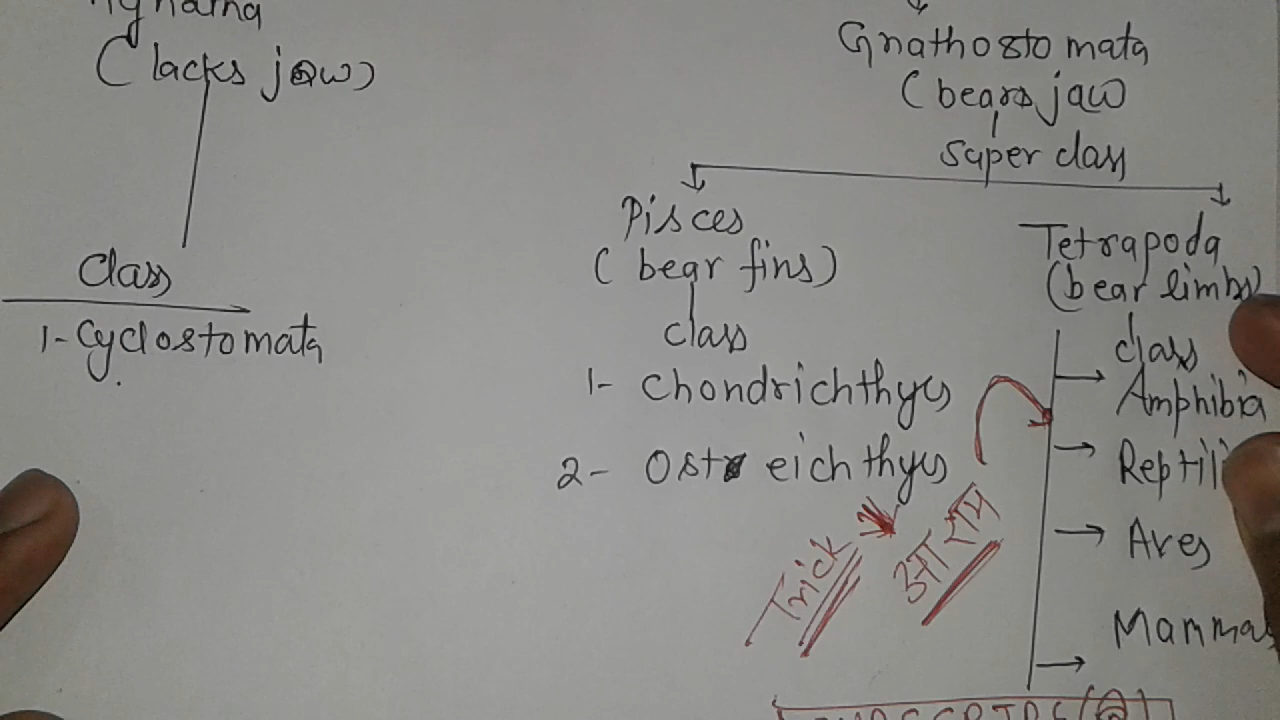 (lacks jaw)
Class
1- Cyclostomata
Gnathostomata
(bears jaw
Super class
Pisces
(bear fins)
class
1- Chondrichthyes
2- Osteichthyes
Tetrapoda
(bear limbs)
class
Amphibia
Reptili
Aves
Mamma
Trick